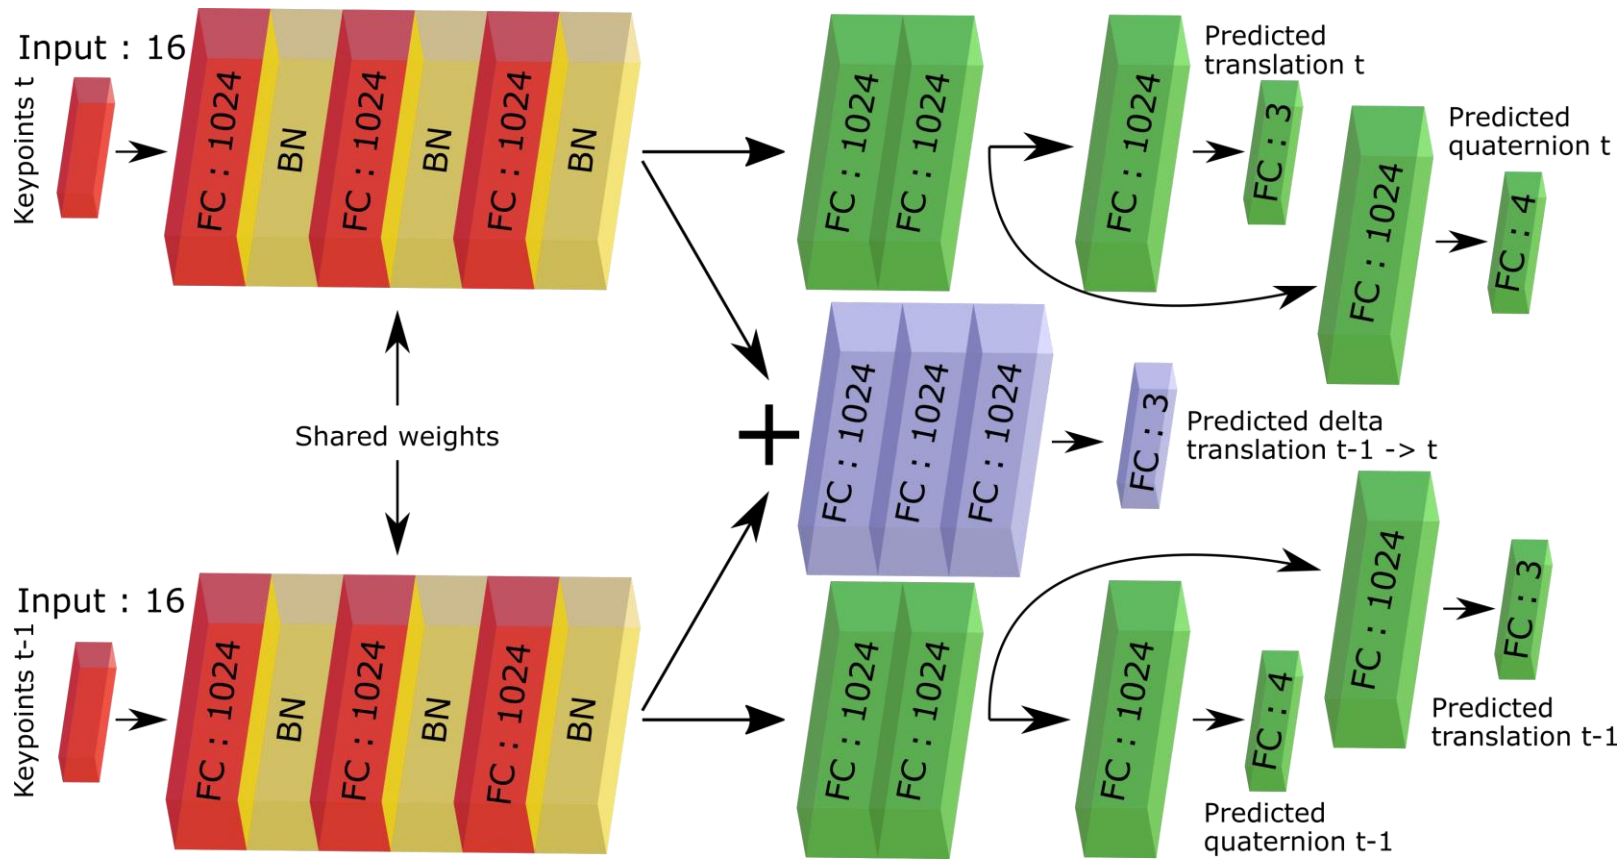 Input : 16
Keypoints t
FC : 1024
BN
FC : 1024
BN
FC : 1024
BN
FC : 1024
FC : 1024
FC : 1024
Predicted
translation t
FC : 3
FC : 1024
Predicted
quaternion t
FC : 4
Shared weights
+
FC : 1024
FC : 1024
FC : 1024
FC : 3
Predicted delta
translation t-1 -> t
Input : 16
Keypoints t-1
FC : 1024
BN
FC : 1024
BN
FC : 1024
BN
FC : 1024
FC : 1024
FC : 1024
FC : 4
Predicted
quaternion t-1
FC : 1024
FC : 3
Predicted
translation t-1